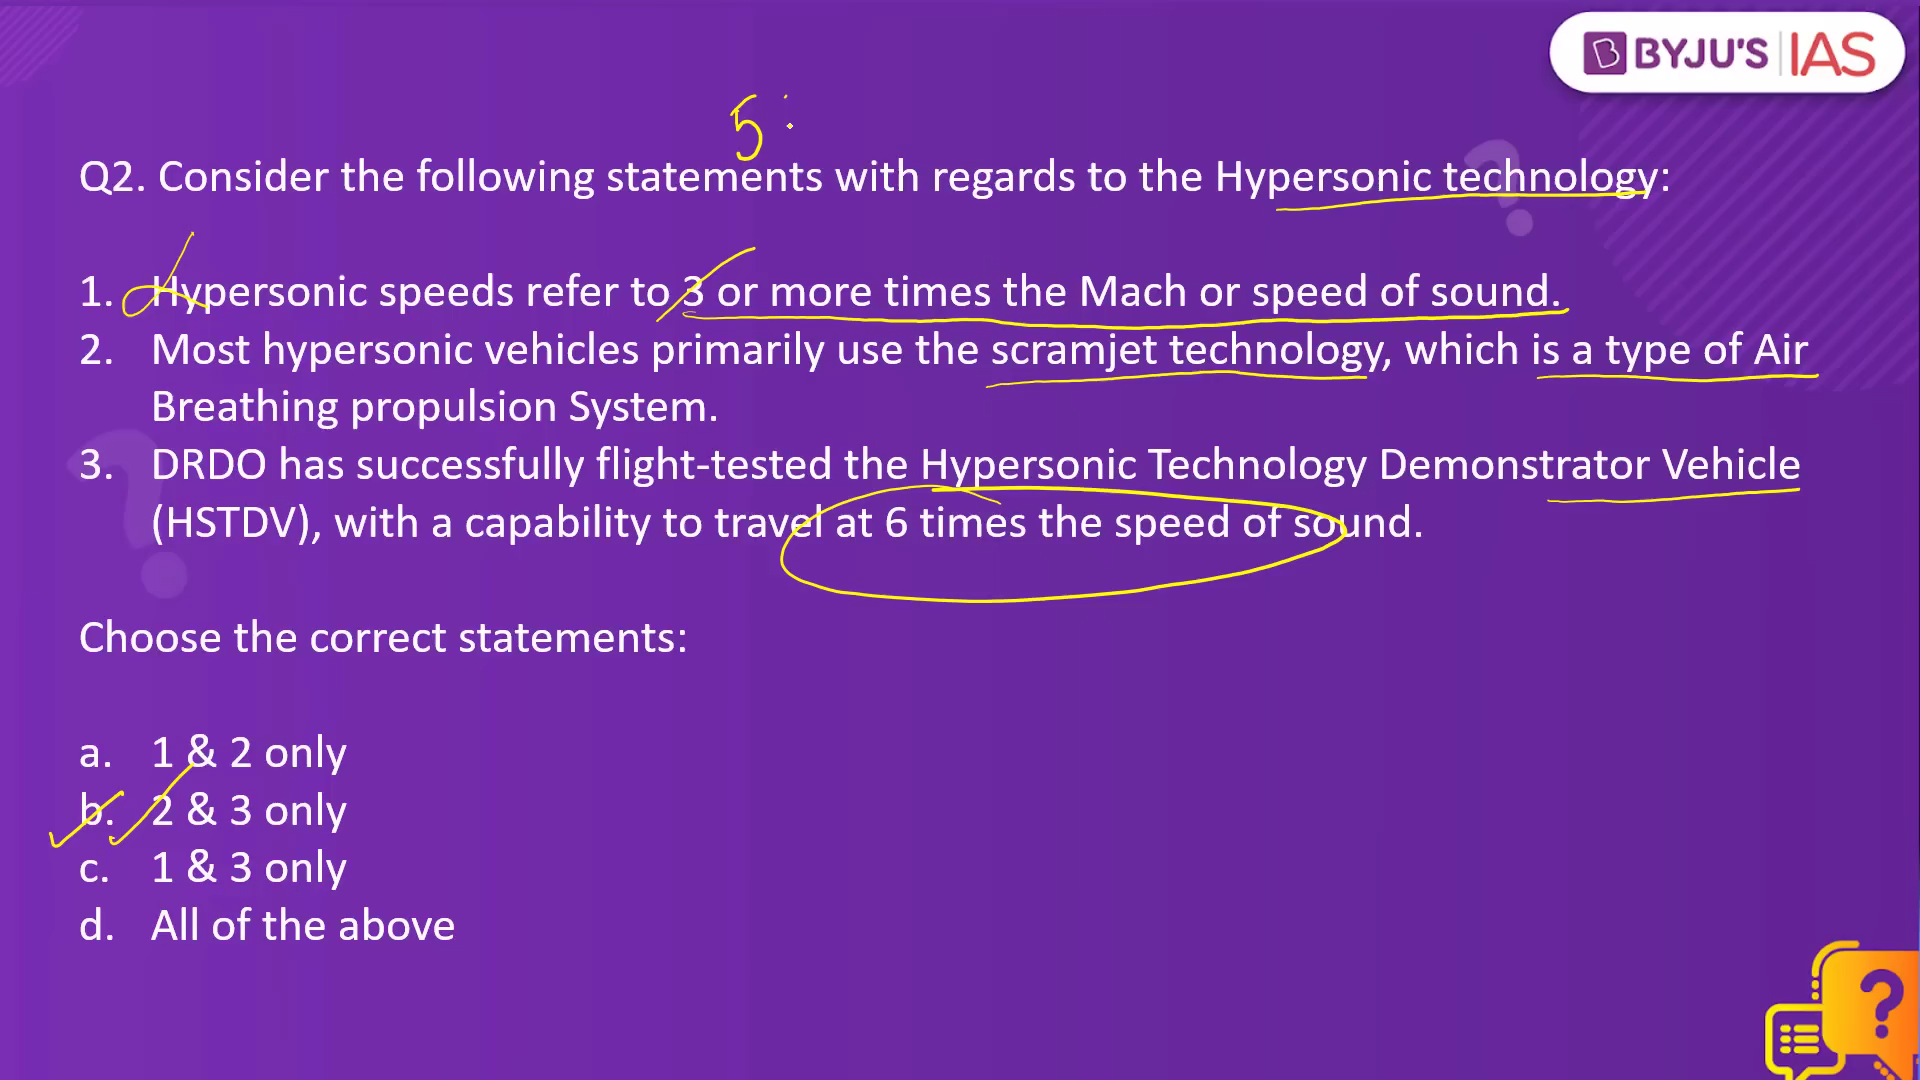 BYJU'S IAS
5 :
Q2. Consider the following statements with regards to the Hypersonic technology:
1. Hypersonic speeds refer to 3 or more times the Mach or speed of sound.
2. Most hypersonic vehicles primarily use the scramjet technology, which is a type of Air
Breathing propulsion System.
3. DRDO has successfully flight-tested the Hypersonic Technology Demonstrator Vehicle
(HSTDV), with a capability to travel at 6 times the speed of sound.
Choose the correct statements:
a. 1 & 2 only
b. 2 & 3 only
c. 1 & 3 only
d. All of the above